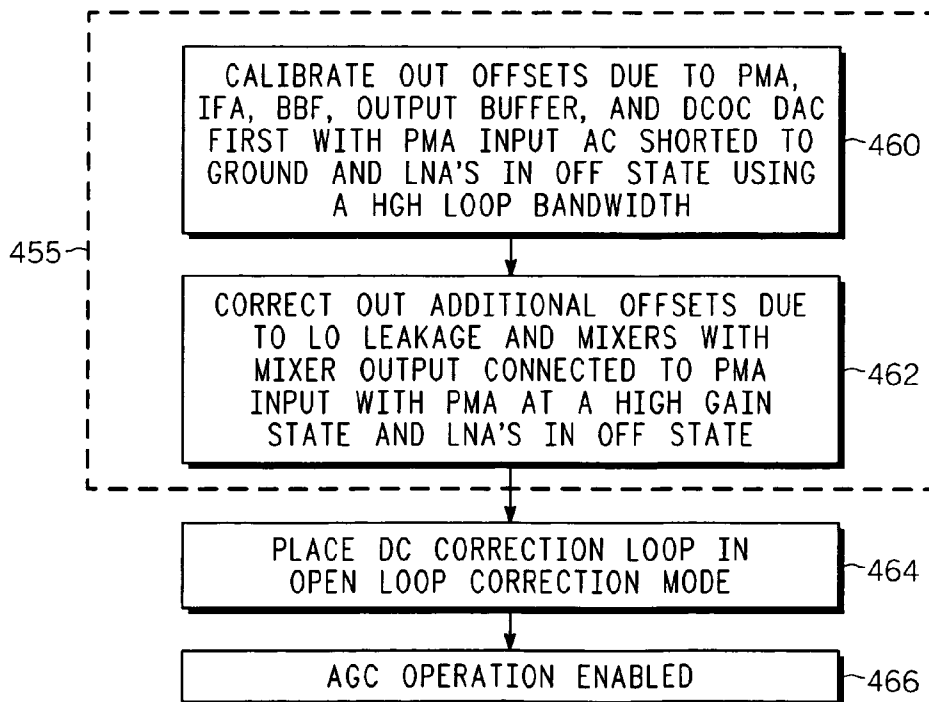 CALIBRATE OUT OFFSETS DUE TO PMA,
IFA, BBF, OUTPUT BUFFER, AND DCOC DAC
FIRST WITH PMA INPUT AC SHORTED TO
GROUND AND LNA'S IN OFF STATE USING
A HGH LOOP BANDWIDTH
460
455
CORRECT OUT ADDITIONAL OFFSETS DUE
TO LO LEAKAGE AND MIXERS WITH
MIXER OUTPUT CONNECTED TO PMA
INPUT WITH PMA AT A HIGH GAIN
STATE AND LNA'S IN OFF STATE
462
PLACE DC CORRECTION LOOP IN
OPEN LOOP CORRECTION MODE
464
AGC OPERATION ENABLED
466